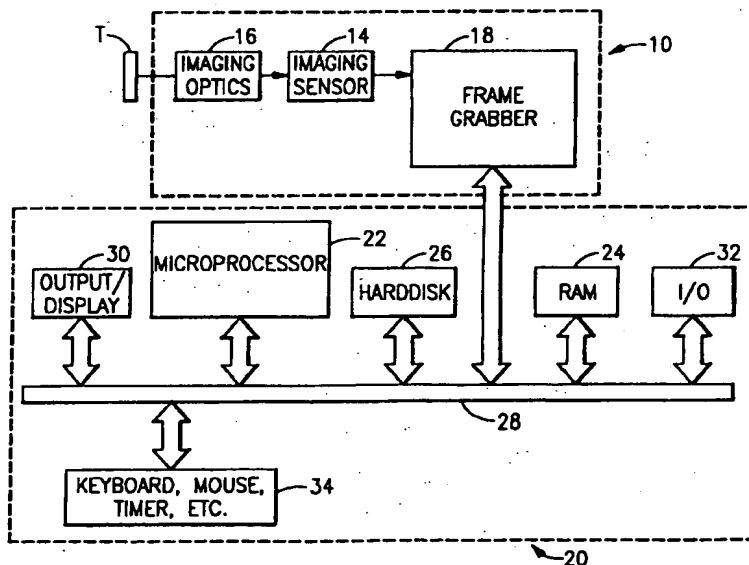 T
16
14
18
10
IMAGING
OPTICS
IMAGING
SENSOR
FRAME
GRABBER
30
22
26
24
32
OUTPUT/
DISPLAY
MICROPROCESSOR
HARDDISK
RAM
I/O
28
KEYBOARD, MOUSE,
TIMER, ETC.
34
20